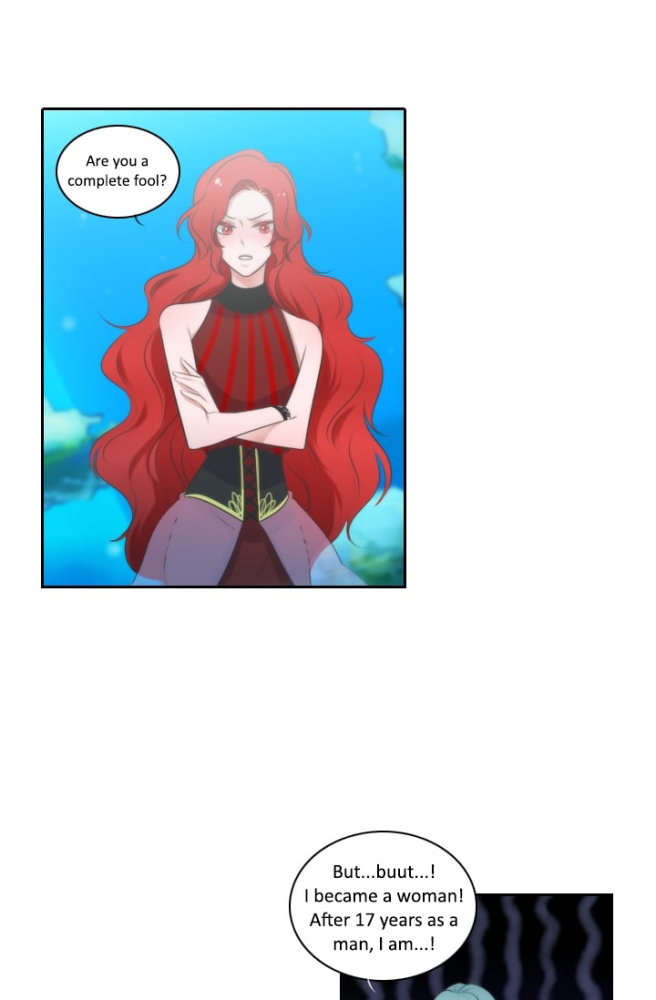 Are you a
complete fool?
But...buut...!
I became a woman!
After 17 years as a
man, I am...!